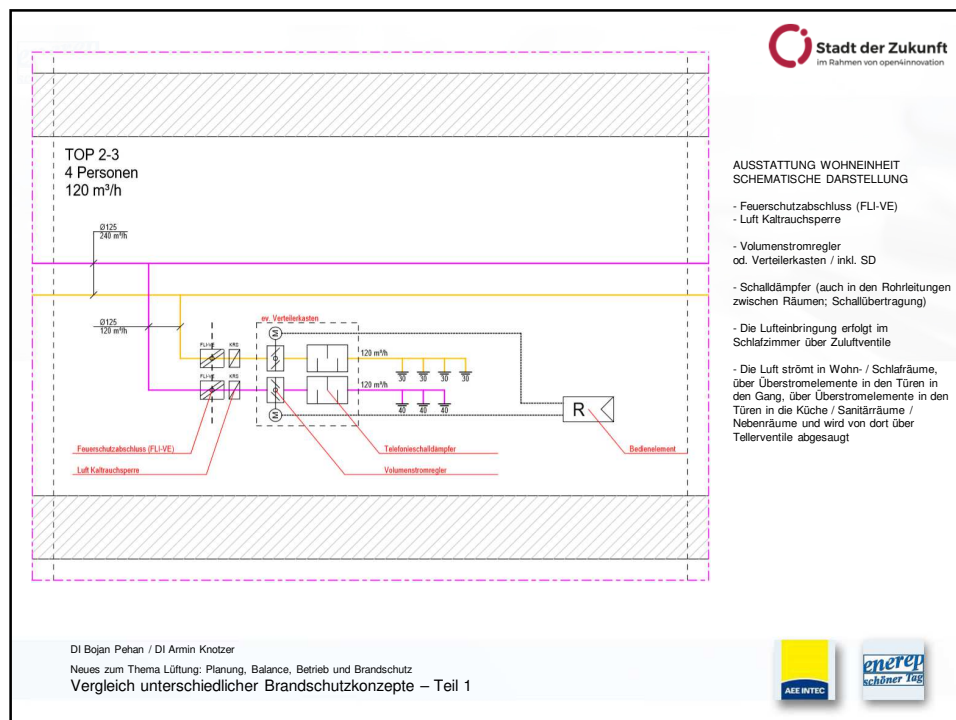 Stadt der Zukunft
im Rahmen von open4innovation
TOP 2-3
4 Personen
120 m³/h
Ø125
240 m³/h
Ø125
120 m³/h
ev. Verteilerkasten
M
FLI-VE
KRS
120 m³/h
30 30 30 30
FLI-VE
KRS
120 m³/h
40 40 40
M
R
Feuerschutzabschluss (FLI-VE)
Telefonieschalldämpfer
Bedienelement
Luft Kaltrauchsperre
Volumenstromregler
AUSSTATTUNG WOHNEINHEIT
SCHEMATISCHE DARSTELLUNG
- Feuerschutzabschluss (FLI-VE)
- Luft Kaltrauchsperre
- Volumenstromregler
od. Verteilerkasten / inkl. SD
- Schalldämpfer (auch in den Rohrleitungen
zwischen Räumen; Schallübertragung)
- Die Lufteinbringung erfolgt im
Schlafzimmer über Zuluftventile
- Die Luft strömt in Wohn- / Schlafräume,
über Überstromelemente in den Türen in
den Gang, über Überstromelemente in den
Türen in die Küche / Sanitärräume /
Nebenräume und wird von dort über
Tellerventile abgesaugt
DI Bojan Pehan / DI Armin Knotzer
Neues zum Thema Lüftung: Planung, Balance, Betrieb und Brandschutz
Vergleich unterschiedlicher Brandschutzkonzepte – Teil 1
AEE INTEC
enerep
schöner Tag